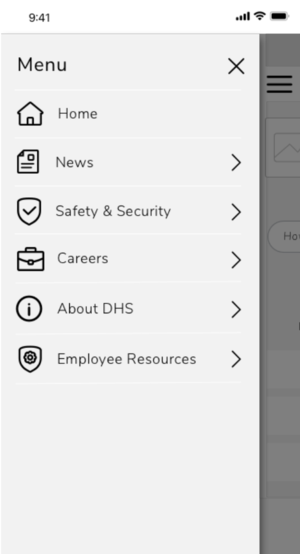 9:41
Menu
Home
News
Safety & Security
Careers
About DHS
Employee Resources